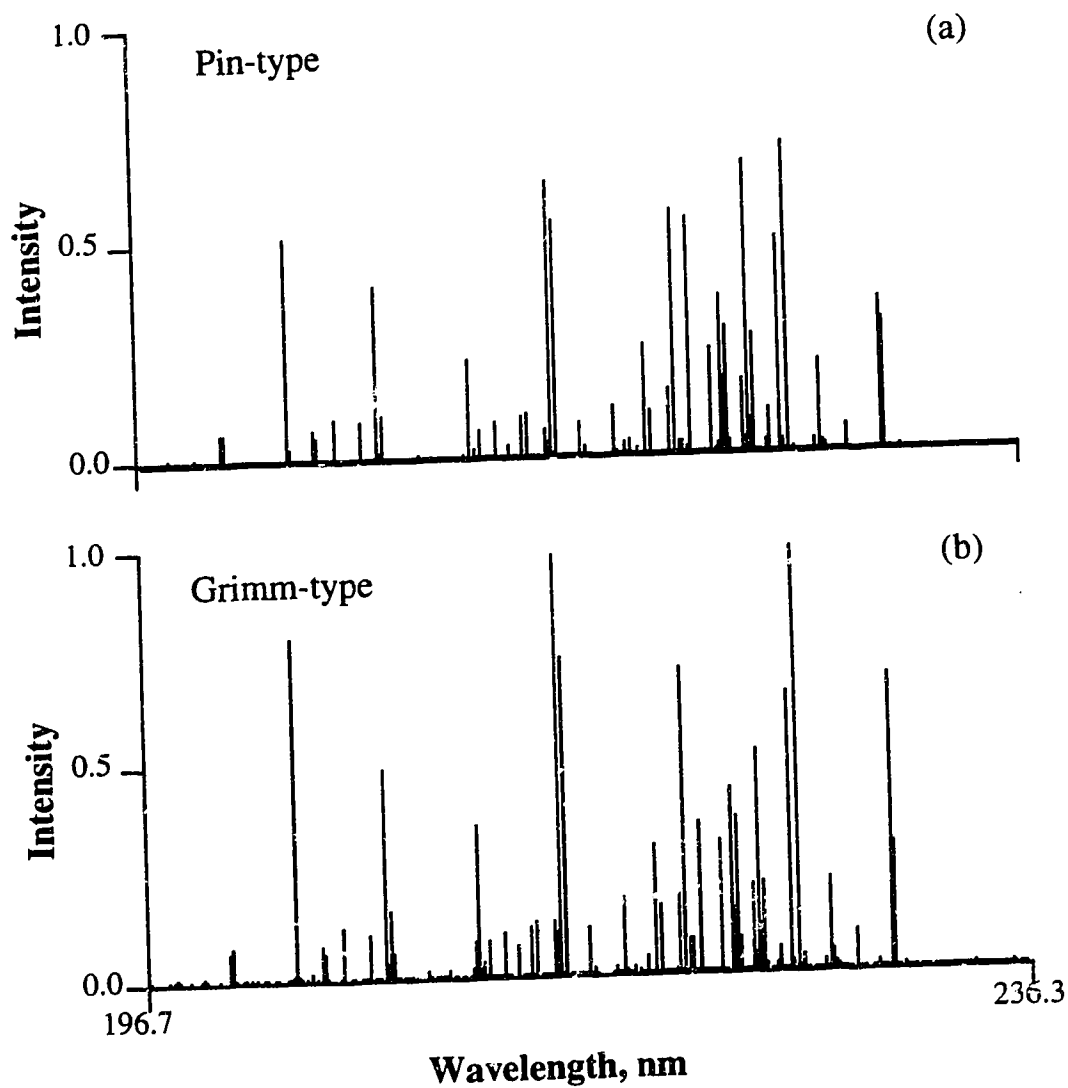 (a)
1.0
Pin-type
Intensity
0.5
0.0
(b)
1.0
Grimm-type
Intensity
0.5
0.0
196.7
236.3
Wavelength, nm